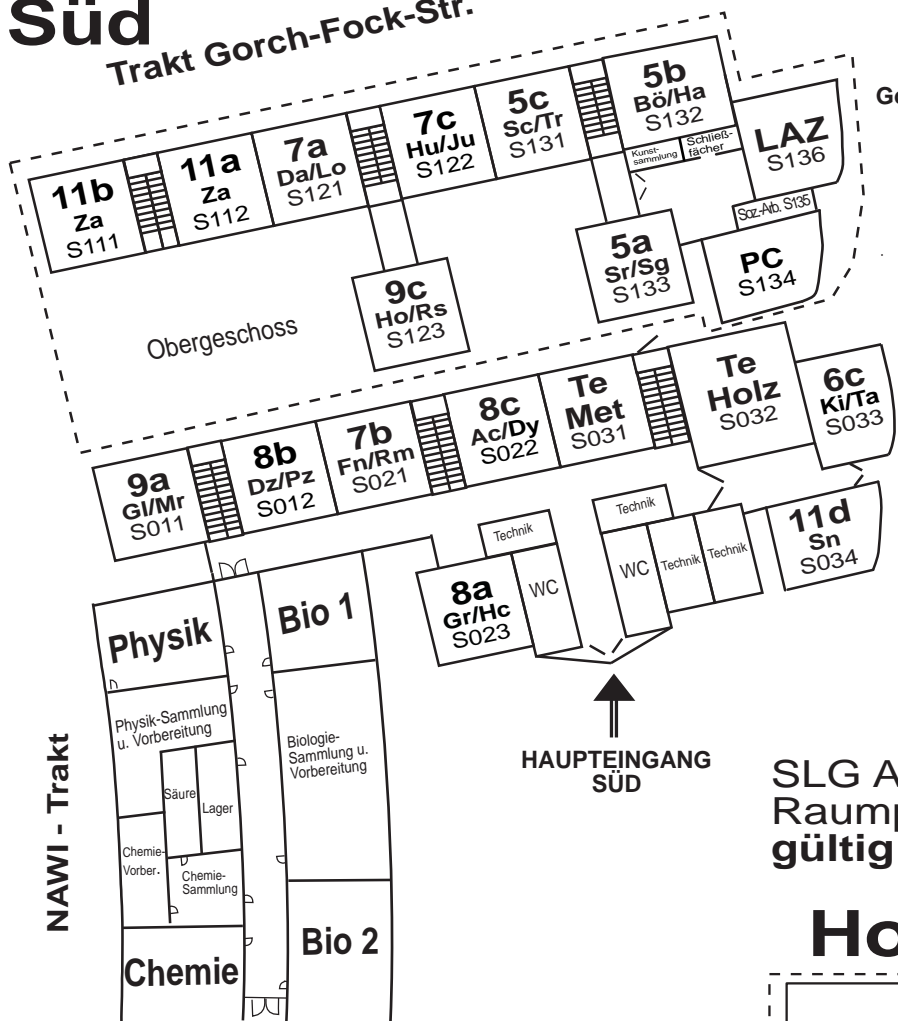 Süd
Trakt Gorch-Fock-Str.
11b
Za
S111
11a
Za
S112
7a
Da/Lo
S121
7c
Hu/Ju
S122
5c
Sc/Tr
S131
5b
Bö/Ha
S132
Kunst-
sammlung
Schließ-
fächer
LAZ
S136
Soz.-Arb. S135
PC
S134
5a
Sr/Sg
S133
9c
Ho/Rs
S123
Obergeschoss
9a
Gl/Mr
S011
8b
Dz/Pz
S012
7b
Fn/Rm
S021
8c
Ac/Dy
S022
Te
Met
S031
Te
Holz
S032
6c
Ki/Ta
S033
11d
Sn
S034
8a
Gr/Hc
S023
Technik
WC
Technik
WC
Technik
Technik
HAUPTEINGANG
SÜD
NAWI - Trakt
Physik
Bio 1
Physik-Sammlung
u. Vorbereitung
Säure
Lager
Biologie-
Sammlung u.
Vorbereitung
Chemie-
Vorber.
Chemie-
Sammlung
Chemie
Bio 2
SLG A
Raump
gültig
Ho
Ge